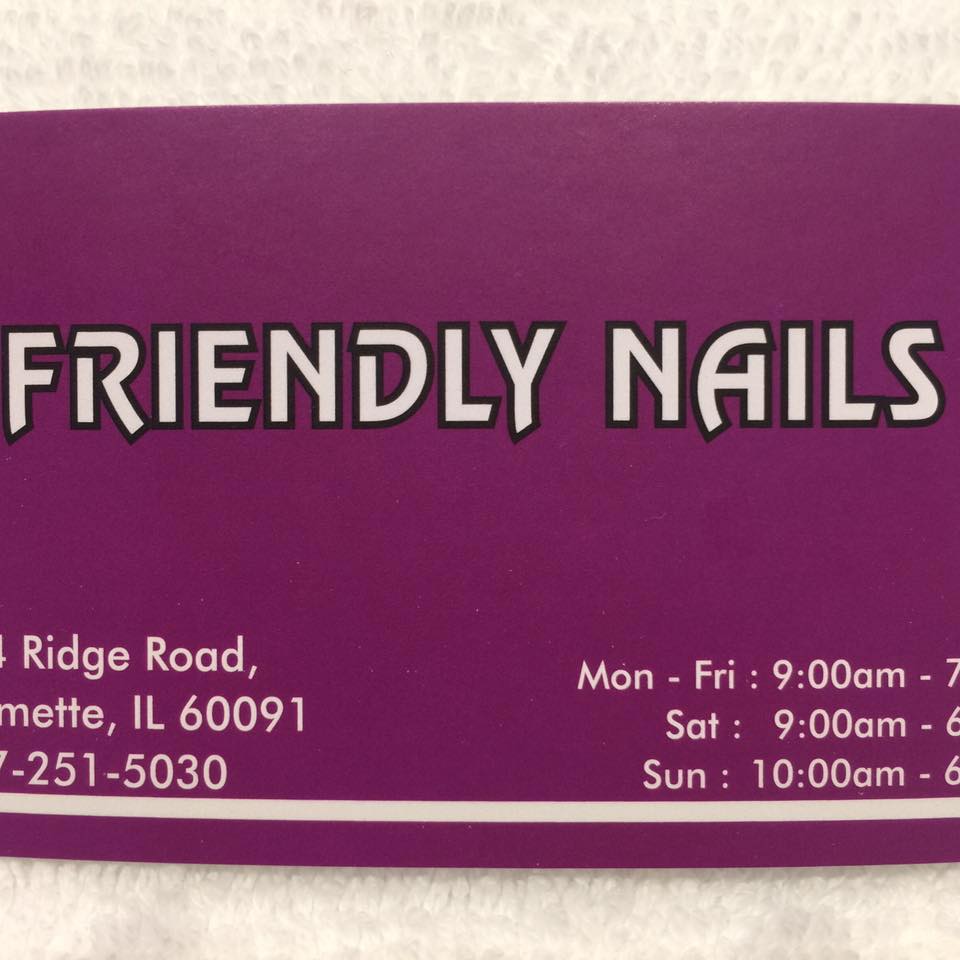 FRIENDLY NAILS
4 Ridge Road,
mette, IL 60091
7-251-5030
Mon - Fri : 9:00am - 7
Sat : 9:00am - 6
Sun : 10:00am - 6